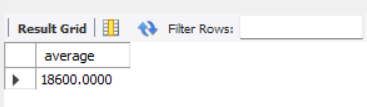 Result Grid Filter Rows:
average
18600.0000